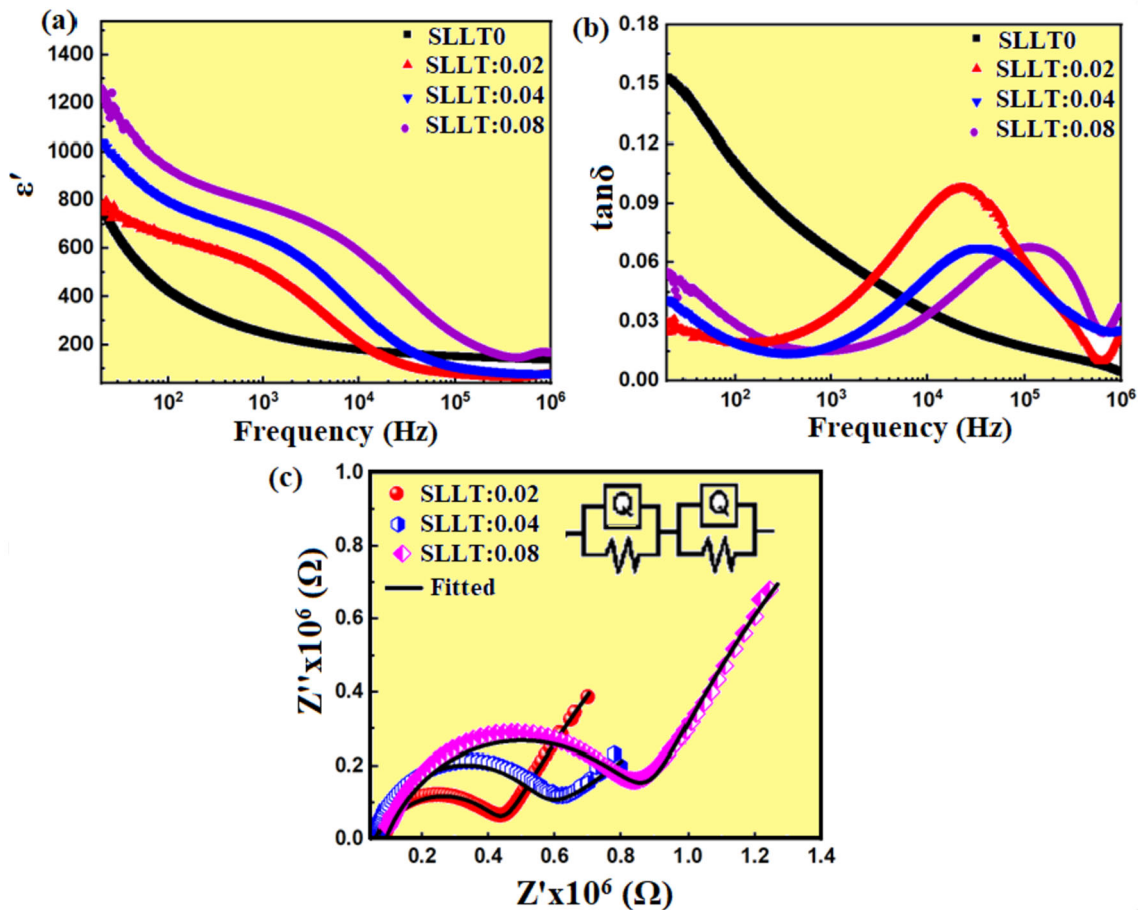 (a)
SLLT0
SLLT:0.02
SLLT:0.04
SLLT:0.08
1400
1200
1000
800
600
400
200
ε′
10² 10³ 10⁴ 10⁵ 10⁶
Frequency (Hz)
(b)
SLLT0
SLLT:0.02
SLLT:0.04
SLLT:0.08
0.18
0.15
0.12
0.09
0.06
0.03
0.00
tanδ
10² 10³ 10⁴ 10⁵ 10⁶
Frequency (Hz)
(c)
SLLT:0.02
SLLT:0.04
SLLT:0.08
Fitted
Q Q
1.0
0.8
0.6
0.4
0.2
0.0
Z''x10⁶ (Ω)
0.2 0.4 0.6 0.8 1.0 1.2 1.4
Z'x10⁶ (Ω)